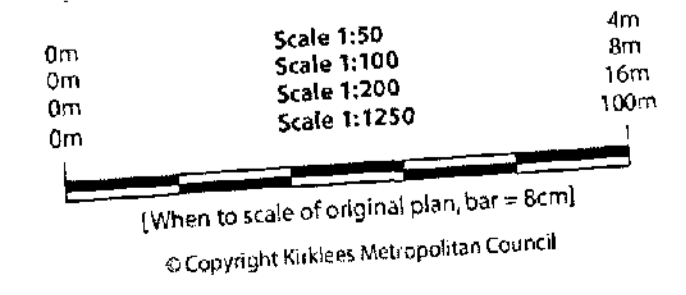 0m Scale 1:50 4m
0m Scale 1:100 8m
0m Scale 1:200 16m
0m Scale 1:1250 100m
[When to scale of original plan, bar = 8cm]
© Copyright Kirklees Metropolitan Council